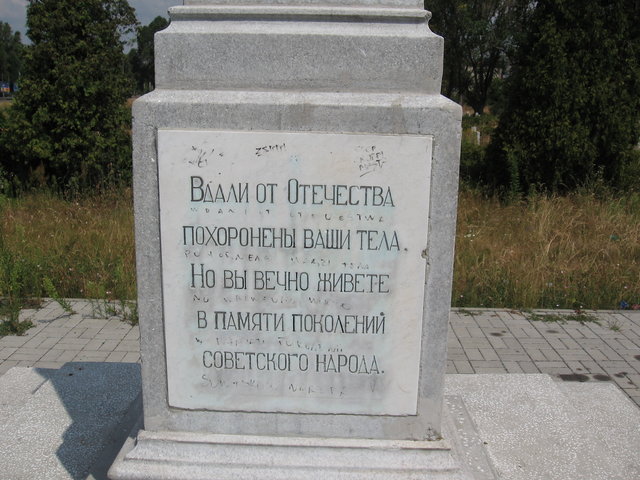 Вдали от Отечества
похоронены ваши тела.
Но вы вечно живете
в памяти поколений
советского народа.